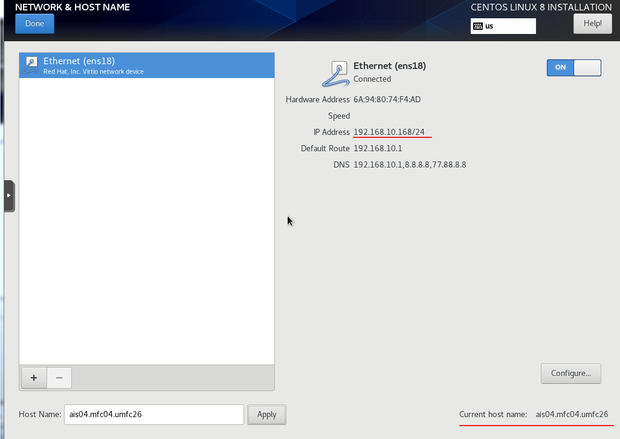 NETWORK & HOST NAME
CENTOS LINUX 8 INSTALLATION
Done
us
Help!
Ethernet (ens18)
Red Hat, Inc. Virtio network device
Ethernet (ens18)
Connected
ON
Hardware Address 6A:94:80:74:F4:AD
Speed
IP Address 192.168.10.168/24
Default Route 192.168.10.1
DNS 192.168.10.1,8.8.8.8,77.88.8.8
+ −
Configure...
Host Name: ais04.mfc04.umfc26 Apply
Current host name: ais04.mfc04.umfc26